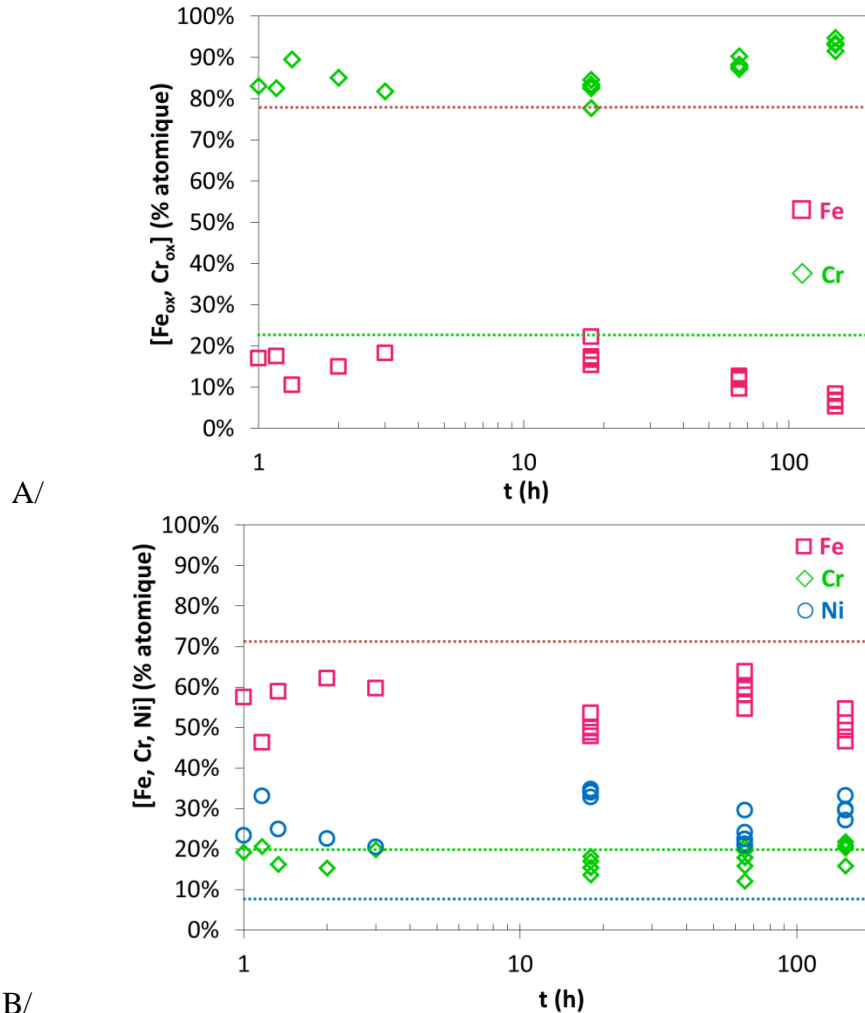 100%
90%
80%
70%
60%
50%
40%
30%
20%
10%
0%
[Fe_ox, Cr_ox] (% atomique)
Fe
Cr
1
10
100
t (h)
A/
100%
90%
80%
70%
60%
50%
40%
30%
20%
10%
0%
[Fe, Cr, Ni] (% atomique)
Fe
Cr
Ni
1
10
100
t (h)
B/